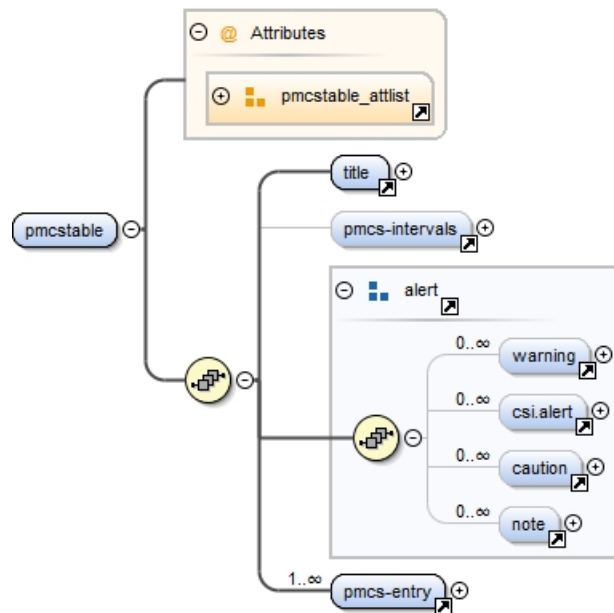 @ Attributes
pmcstable_attlist
title
pmcstable
pmcs-intervals
alert
0..∞
warning
0..∞
csi.alert
0..∞
caution
0..∞
note
1..∞
pmcs-entry